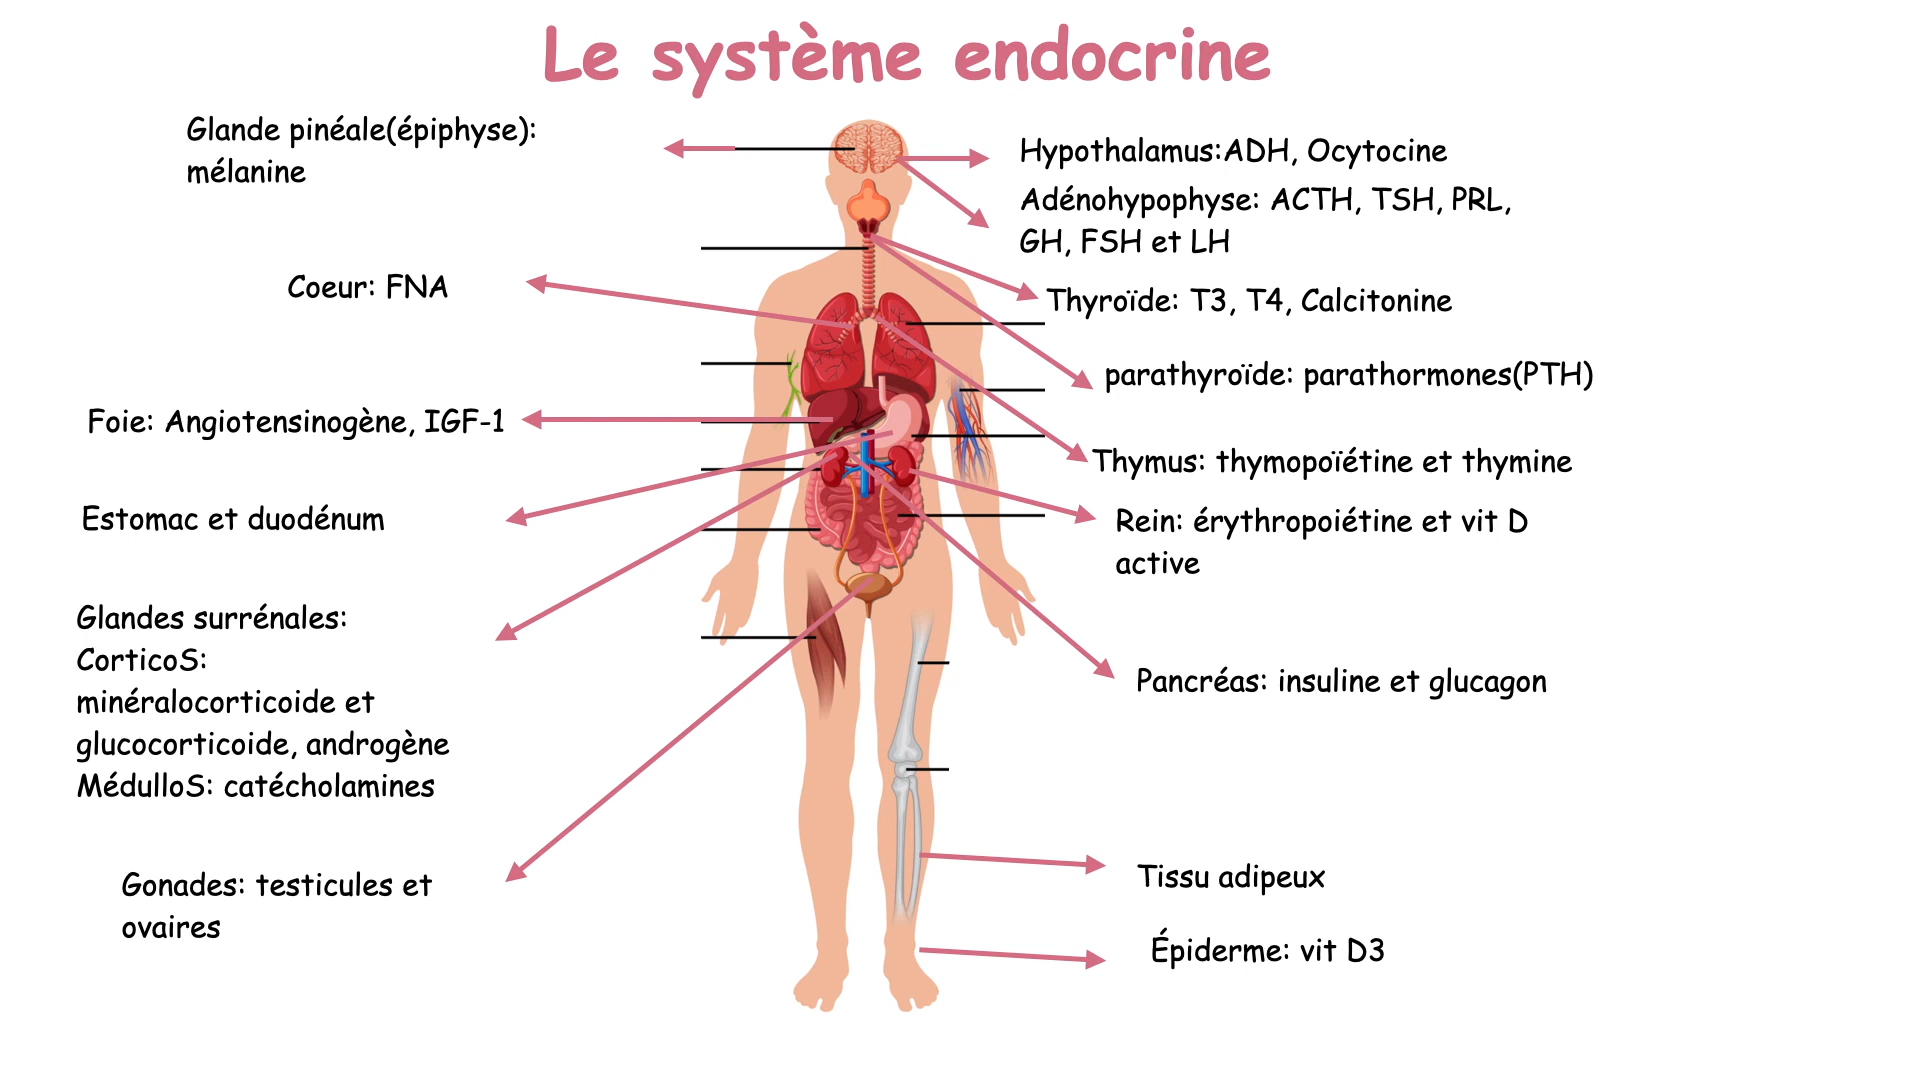 Le système endocrine
Glande pinéale(épiphyse):
mélanine
Coeur: FNA
Foie: Angiotensinogène, IGF-1
Estomac et duodénum
Glandes surrénales:
CorticoS:
minéralocorticoide et
glucocorticoide, androgène
MédulloS: catécholamines
Gonades: testicules et
ovaires
Hypothalamus:ADH, Ocytocine
Adénohypophyse: ACTH, TSH, PRL,
GH, FSH et LH
Thyroïde: T3, T4, Calcitonine
parathyroïde: parathormones(PTH)
Thymus: thymopoïétine et thymine
Rein: érythropoiétine et vit D
active
Pancréas: insuline et glucagon
Tissu adipeux
Épiderme: vit D3